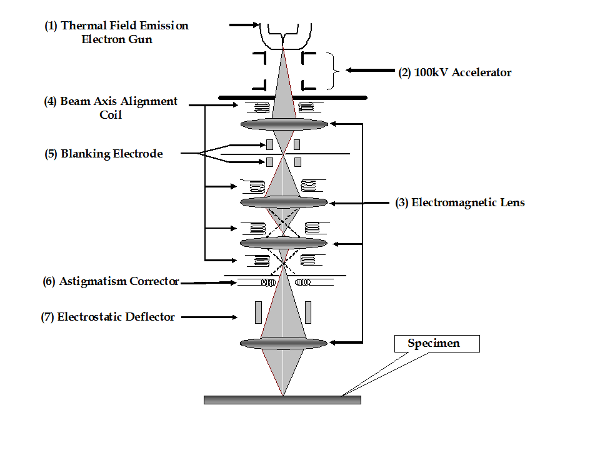 (1) Thermal Field Emission
Electron Gun
(2) 100kV Accelerator
(4) Beam Axis Alignment
Coil
(5) Blanking Electrode
(3) Electromagnetic Lens
(6) Astigmatism Corrector
(7) Electrostatic Deflector
Specimen